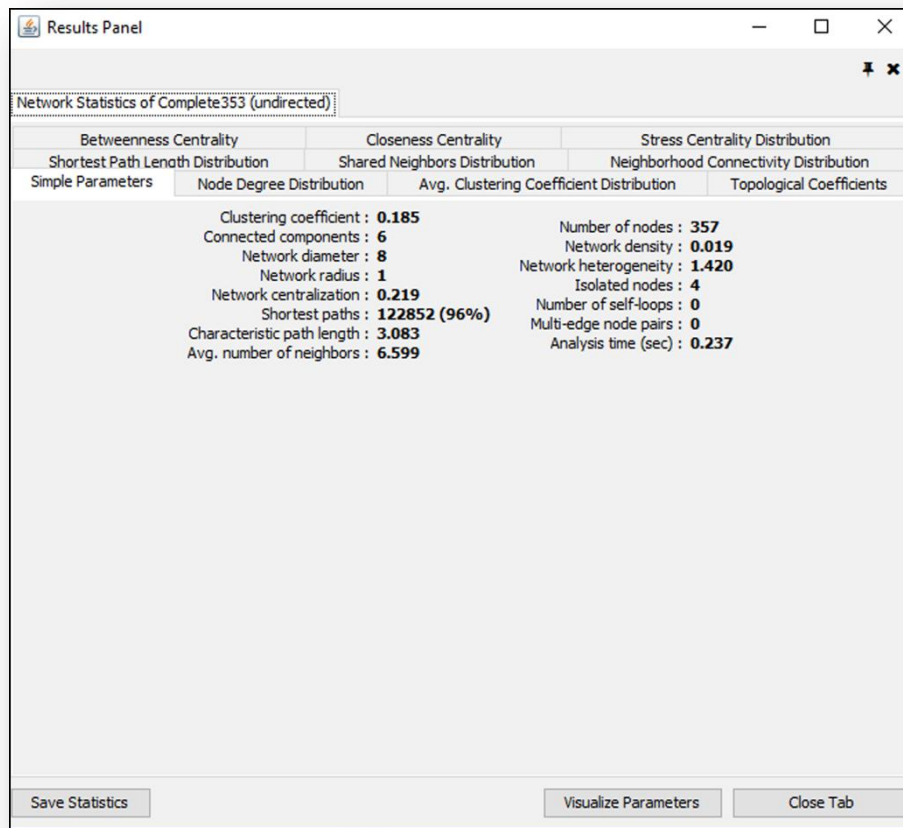 Results Panel
Network Statistics of Complete353 (undirected)
Betweenness Centrality
Closeness Centrality
Stress Centrality Distribution
Shortest Path Length Distribution
Shared Neighbors Distribution
Neighborhood Connectivity Distribution
Simple Parameters
Node Degree Distribution
Avg. Clustering Coefficient Distribution
Topological Coefficients
Clustering coefficient : 0.185
Connected components : 6
Network diameter : 8
Network radius : 1
Network centralization : 0.219
Shortest paths : 122852 (96%)
Characteristic path length : 3.083
Avg. number of neighbors : 6.599
Number of nodes : 357
Network density : 0.019
Network heterogeneity : 1.420
Isolated nodes : 4
Number of self-loops : 0
Multi-edge node pairs : 0
Analysis time (sec) : 0.237
Save Statistics
Visualize Parameters
Close Tab